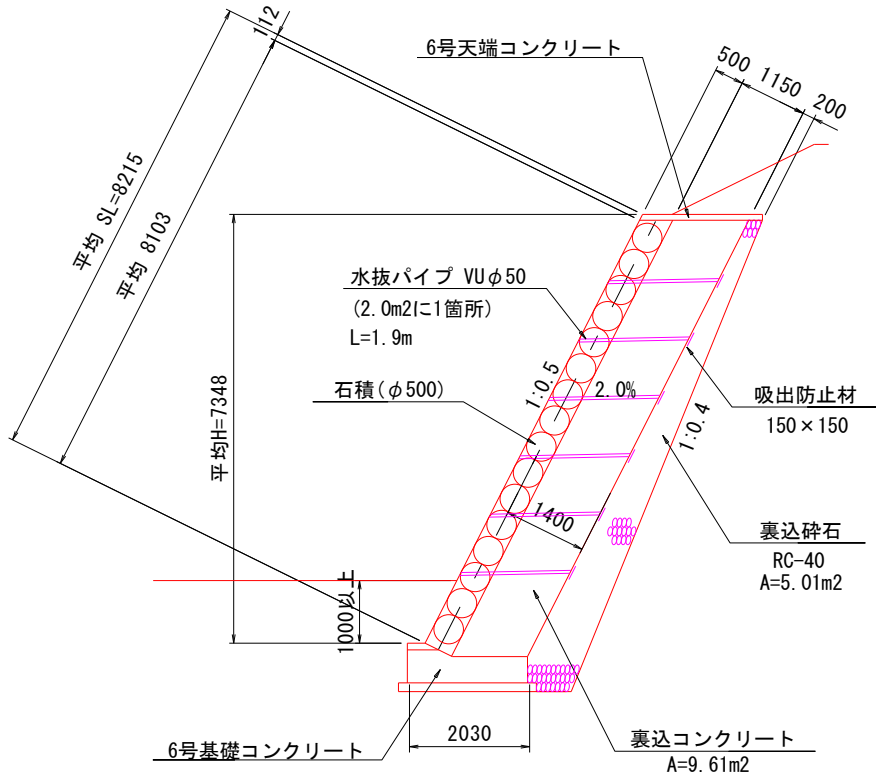 112
6号天端コンクリート
500
1150
200
平均 SL=8215
平均 8103
水抜パイプ VUφ50
(2.0m2に1箇所)
L=1.9m
平均H=7348
石積(φ500)
1:0.5
2.0%
吸出防止材
150×150
1:0.4
1400
裏込砕石
RC-40
A=5.01m2
1000以上
2030
6号基礎コンクリート
裏込コンクリート
A=9.61m2